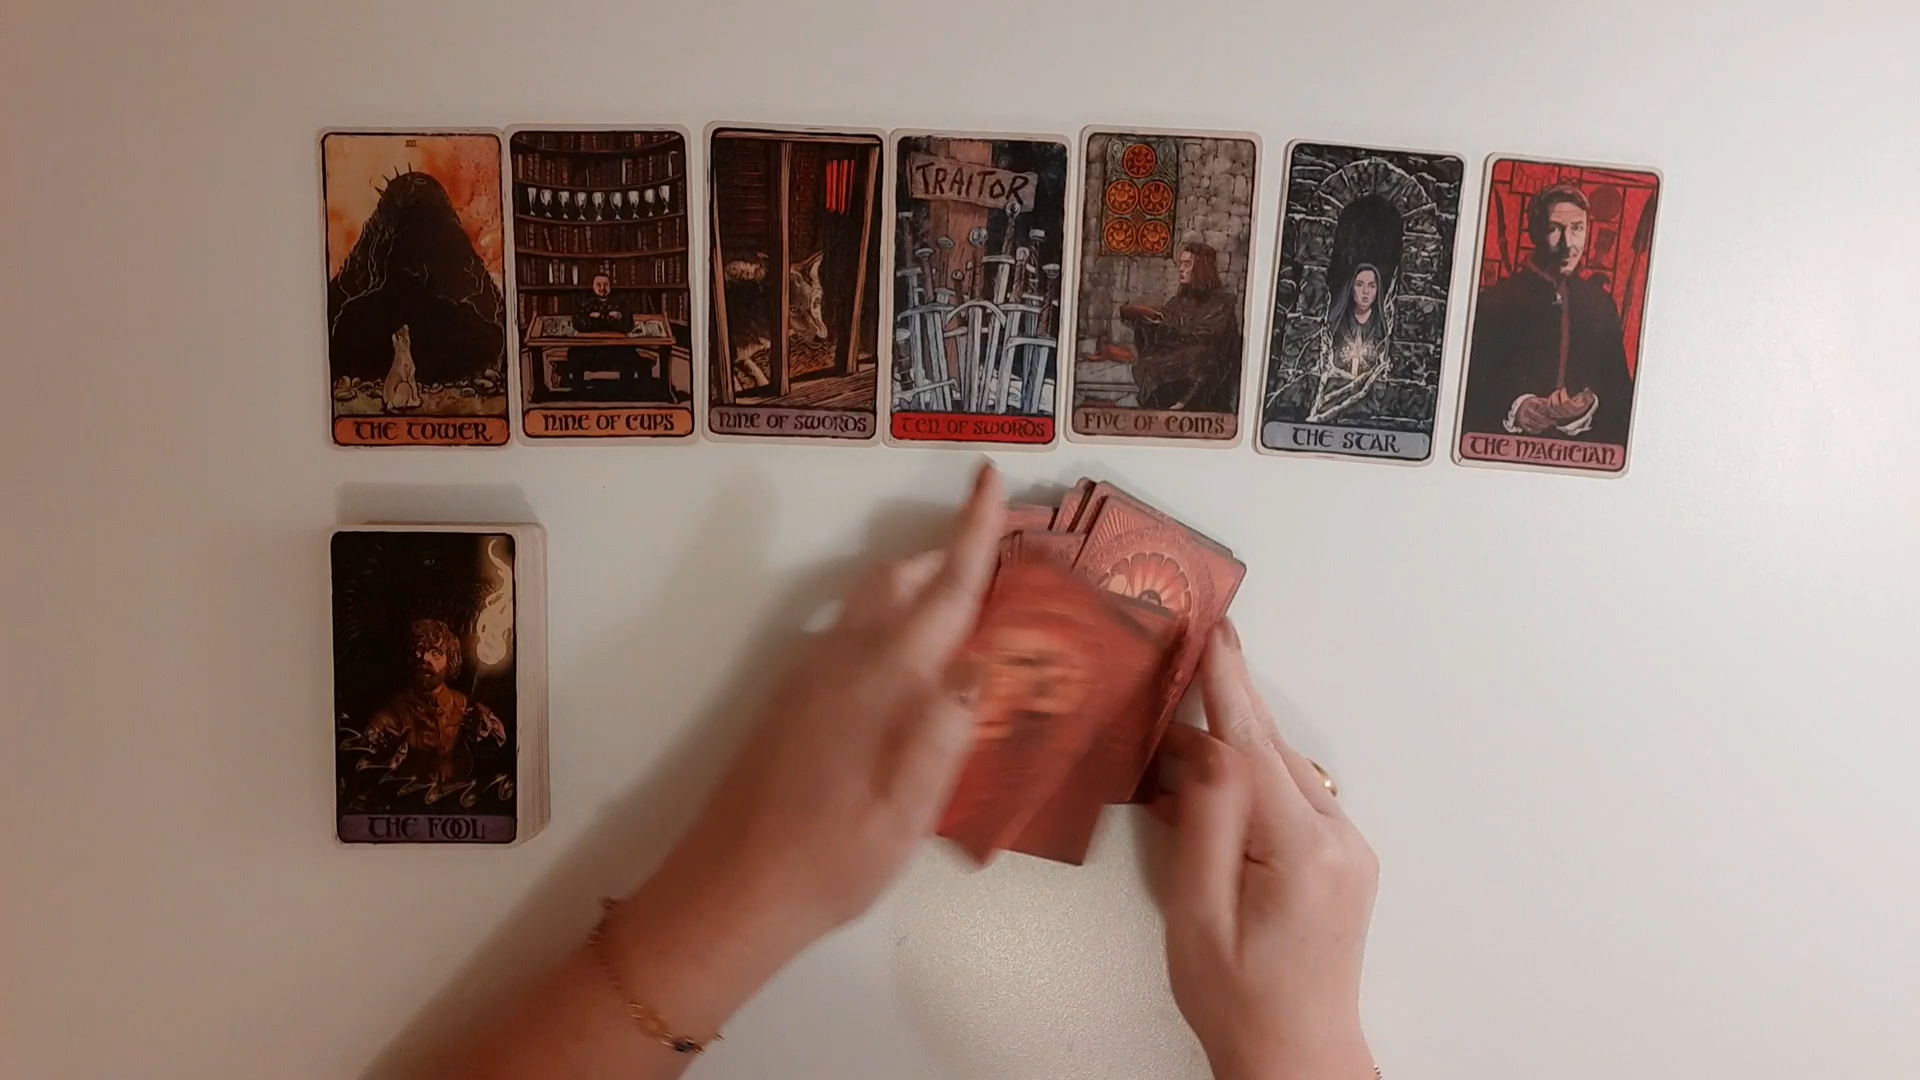 XVI
THE TOWER
NINE OF CUPS
NINE OF SWORDS
TRAITOR
TEN OF SWORDS
FIVE OF COINS
THE STAR
THE MAGICIAN
THE FOOL